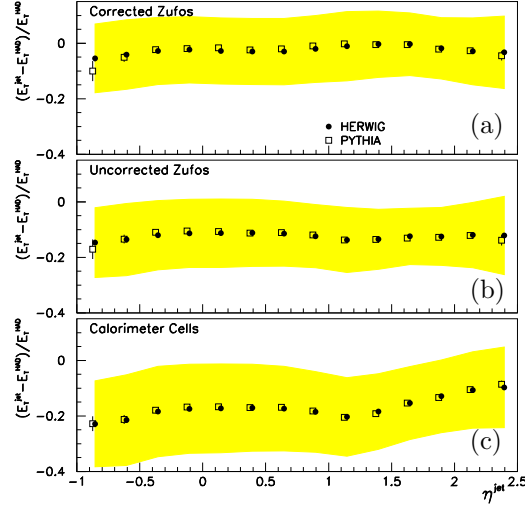 Corrected Zufos
(E_T^jet-E_T^HAD)/E_T^HAD
0
-0.2
-0.4
● HERWIG
□ PYTHIA
(a)
Uncorrected Zufos
(E_T^jet-E_T^HAD)/E_T^HAD
0
-0.2
-0.4
(b)
Calorimeter Cells
(E_T^jet-E_T^HAD)/E_T^HAD
0
-0.2
-0.4
(c)
-1 -0.5 0 0.5 1 1.5 2 2.5
η^jet